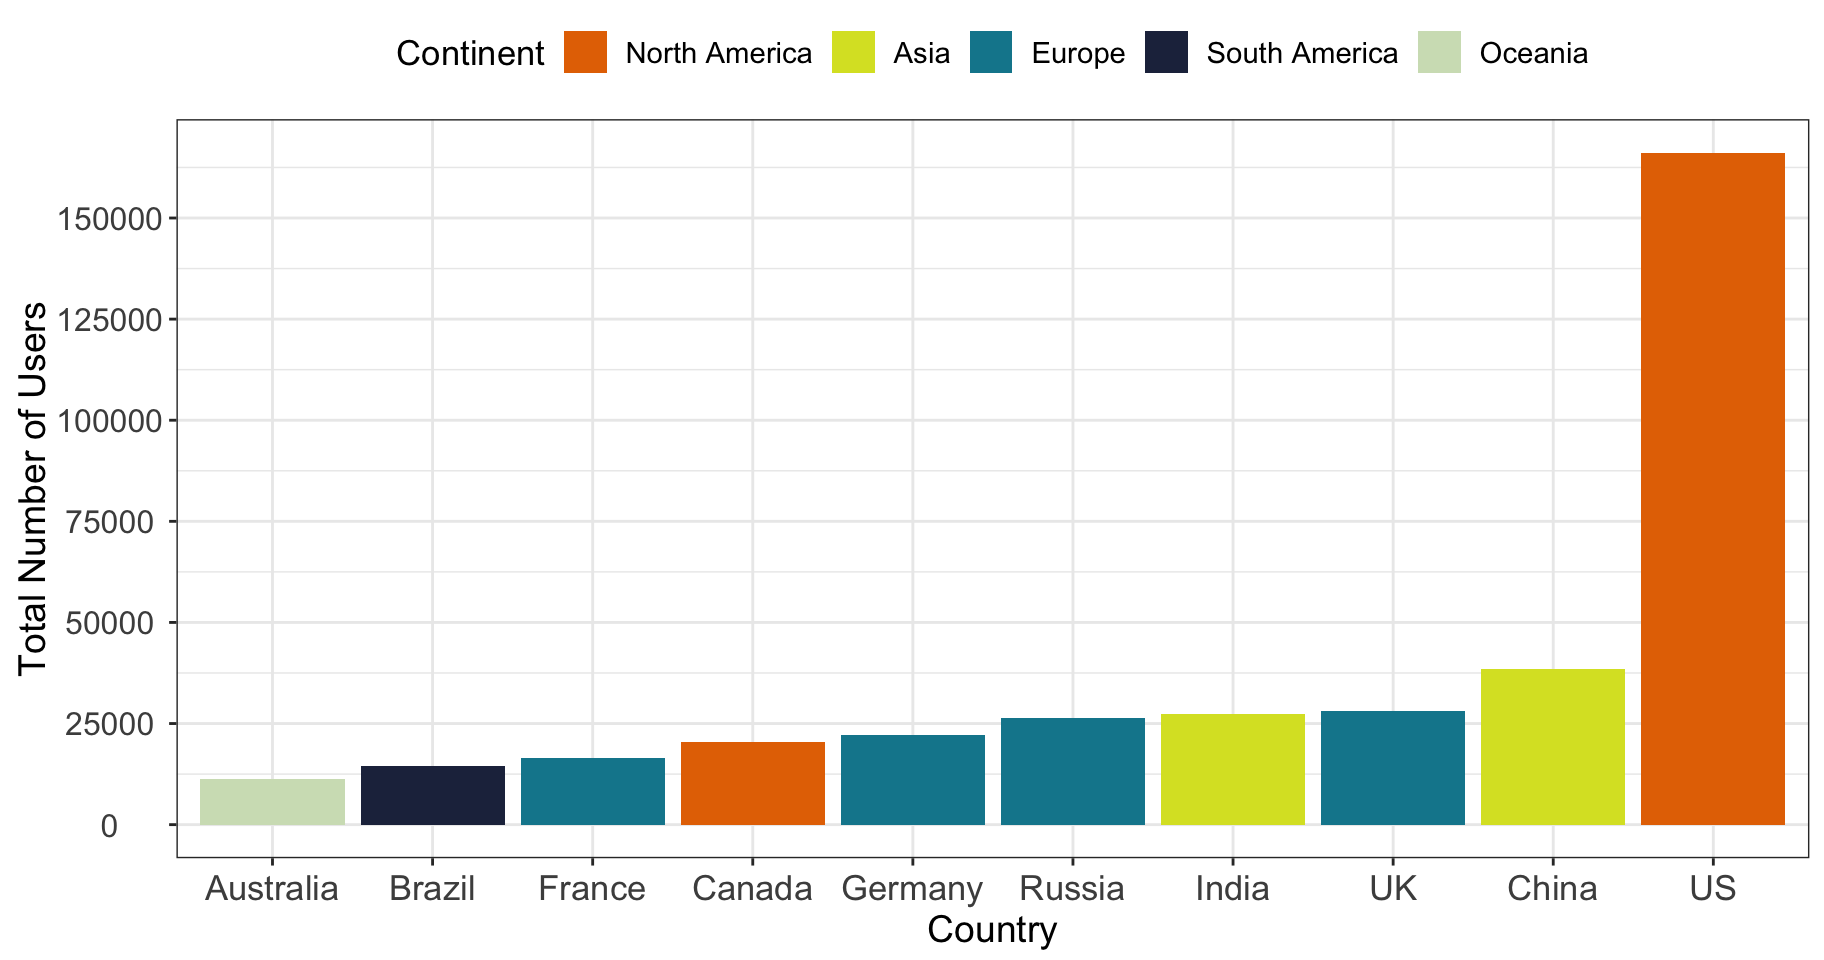 Continent North America Asia Europe South America Oceania
150000
125000
100000
75000
50000
25000
0
Total Number of Users
Australia Brazil France Canada Germany Russia India UK China US
Country